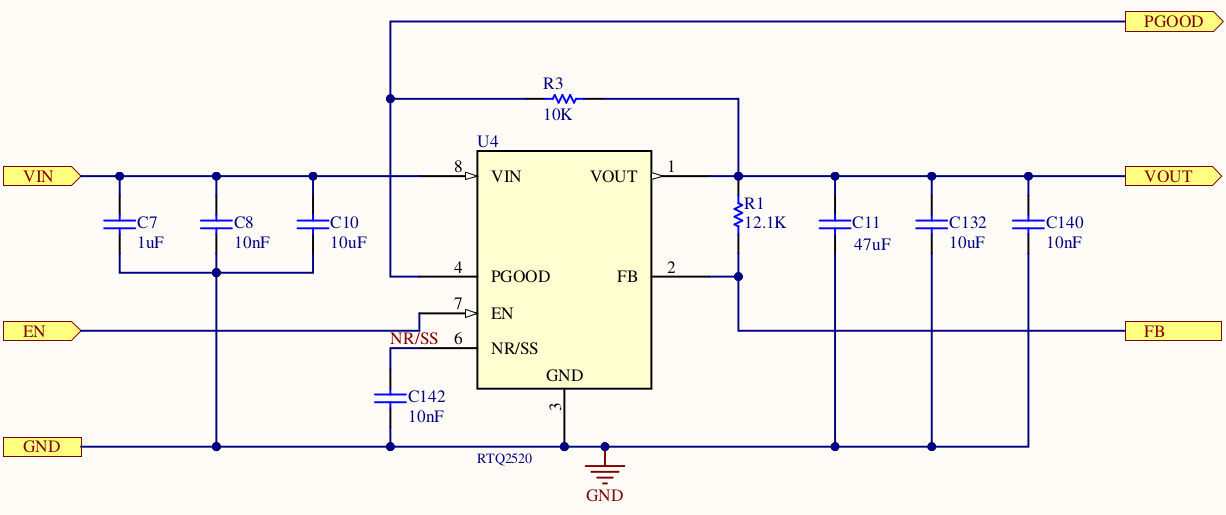 PGOOD
R3
10K
U4
VIN
8
VIN
VOUT
1
VOUT
C7
1uF
C8
10nF
C10
10uF
R1
12.1K
C11
47uF
C132
10uF
C140
10nF
4
PGOOD
FB
2
7
EN
EN
FB
NR/SS
6
NR/SS
GND
C142
10nF
3
GND
RTQ2520
GND